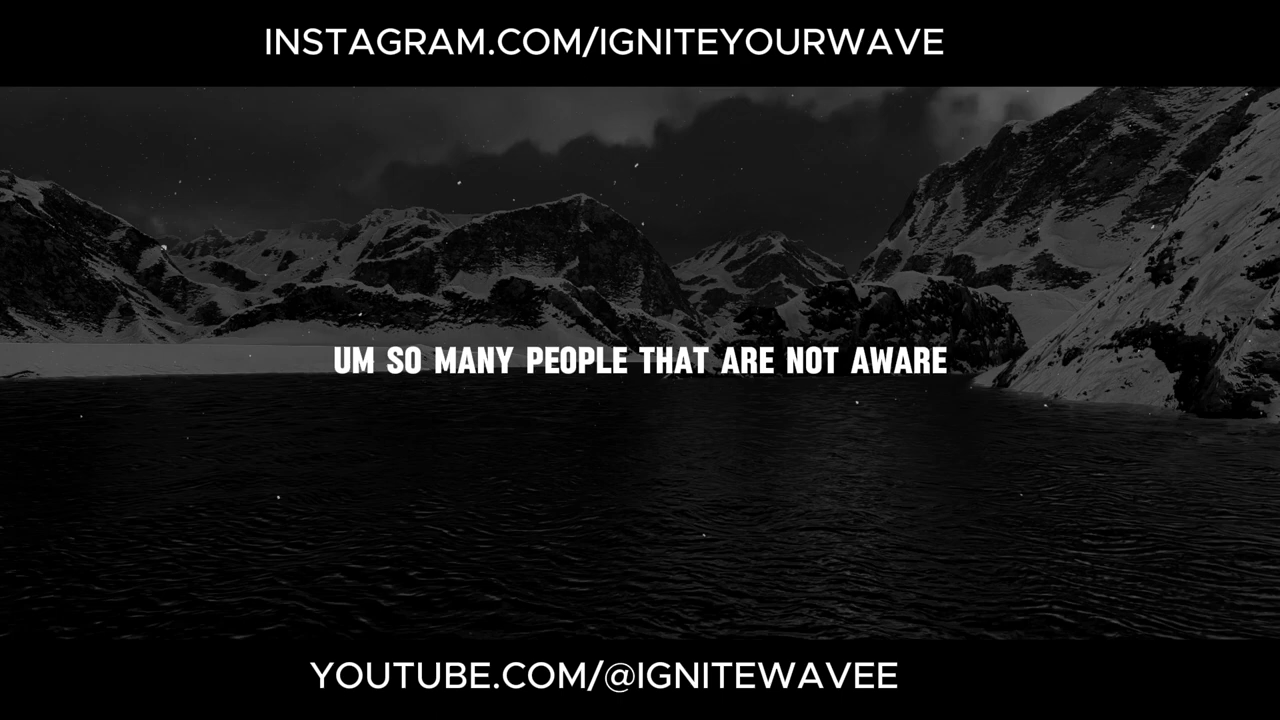 INSTAGRAM.COM/IGNITEYOURWAVE
UM SO MANY PEOPLE THAT ARE NOT AWARE
YOUTUBE.COM/@IGNITEWAVEE